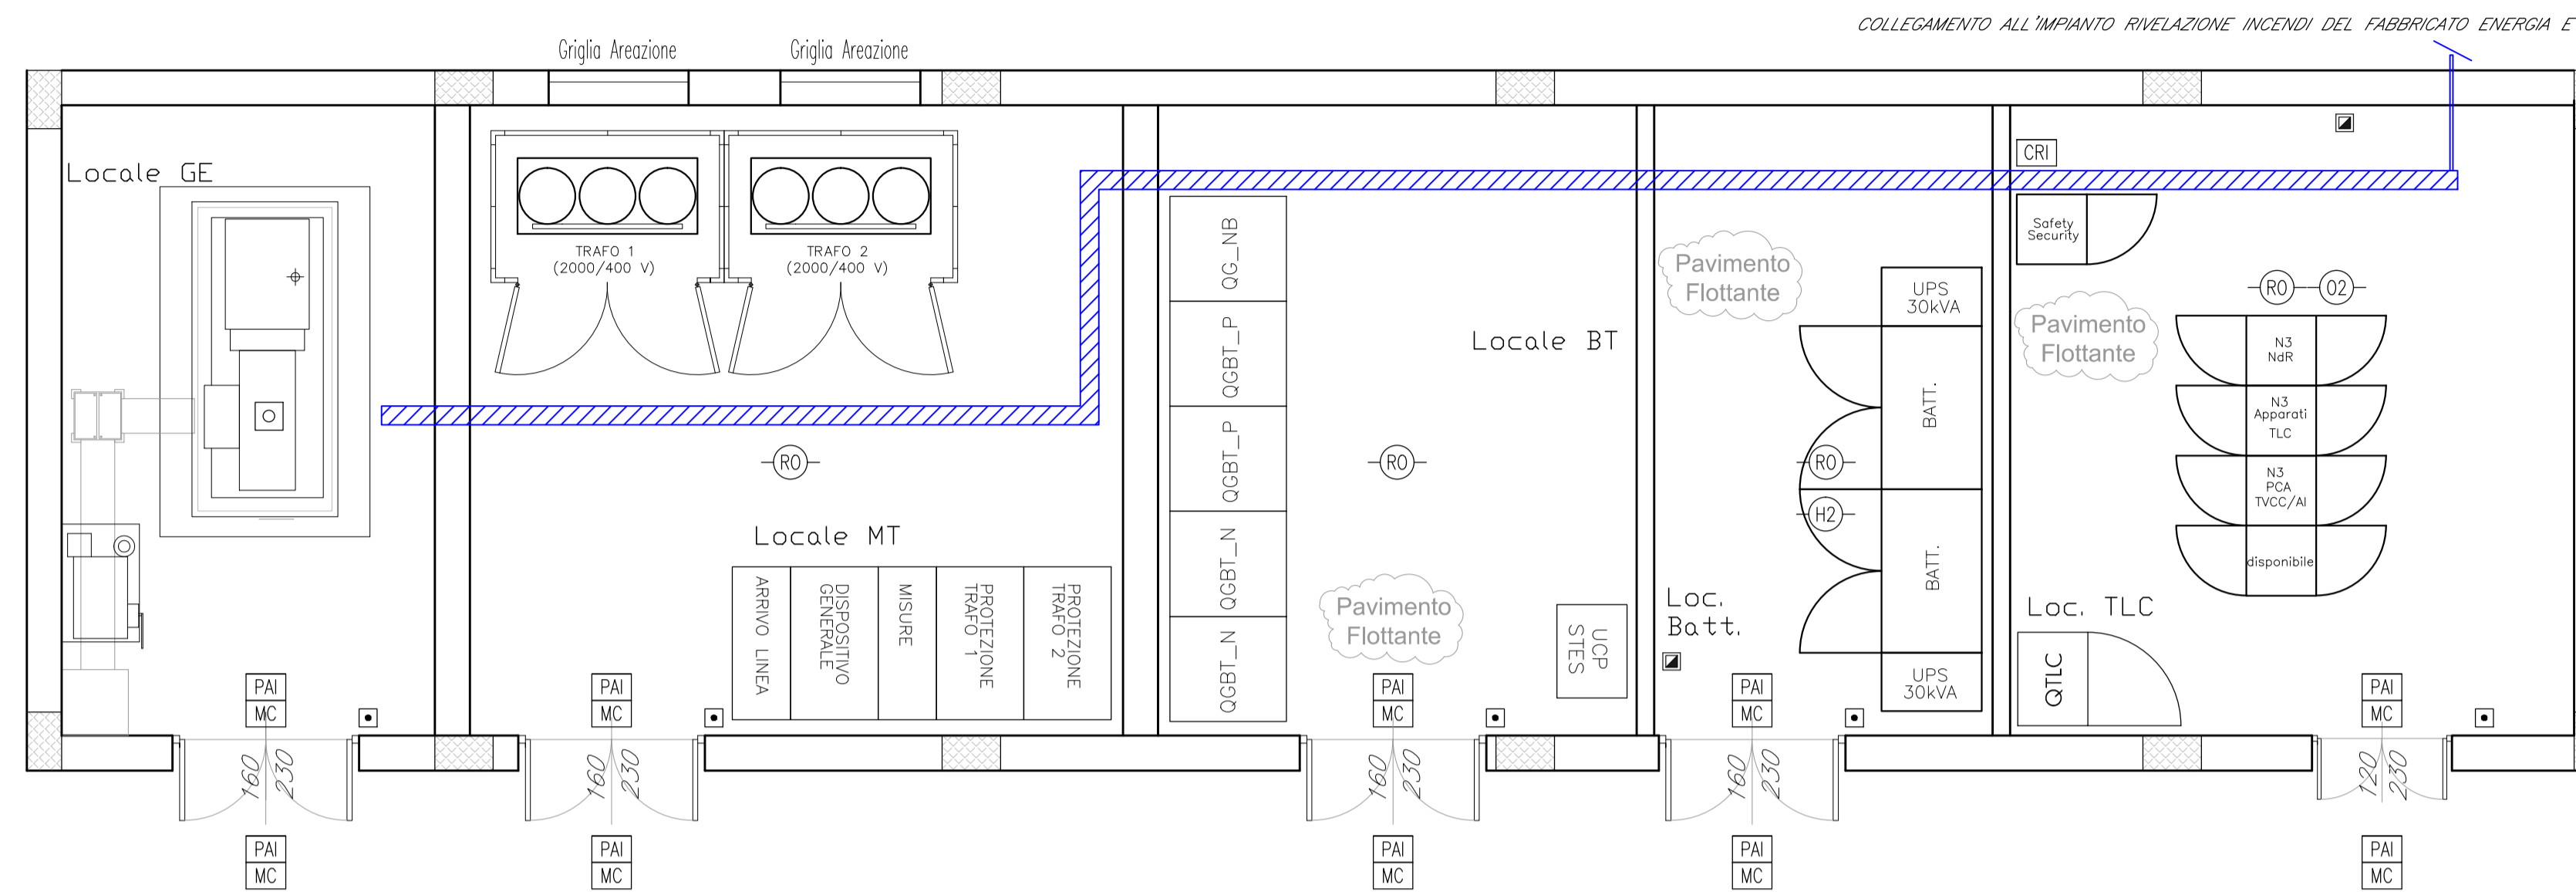 COLLEGAMENTO ALL'IMPIANTO RIVELAZIONE INCENDI DEL FABBRICATO ENERGIA E
Griglia Areazione
Griglia Areazione
Locale GE
TRAFO 1
(2000/400 V)
TRAFO 2
(2000/400 V)
RO
Locale MT
ARRIVO LINEA
DISPOSITIVO
GENERALE
MISURE
PROTEZIONE
TRAFO 1
PROTEZIONE
TRAFO 2
QG_NB
QGBT_P
QGBT_P
QGBT_N
QGBT_N
Locale BT
RO
Pavimento
Flottante
UCP
STES
Pavimento
Flottante
UPS
30kVA
BATT.
RO
H2
BATT.
UPS
30kVA
Loc.
Batt.
CRI
Safety
Security
Pavimento
Flottante
RO
O2
N3
NdR
N3
Apparati
TLC
N3
PCA
TVCC/AI
disponibile
Loc. TLC
QTLC
PAI
MC
PAI
MC
PAI
MC
PAI
MC
PAI
MC
160
230
160
230
160
230
160
230
120
230
PAI
MC
PAI
MC
PAI
MC
PAI
MC
PAI
MC